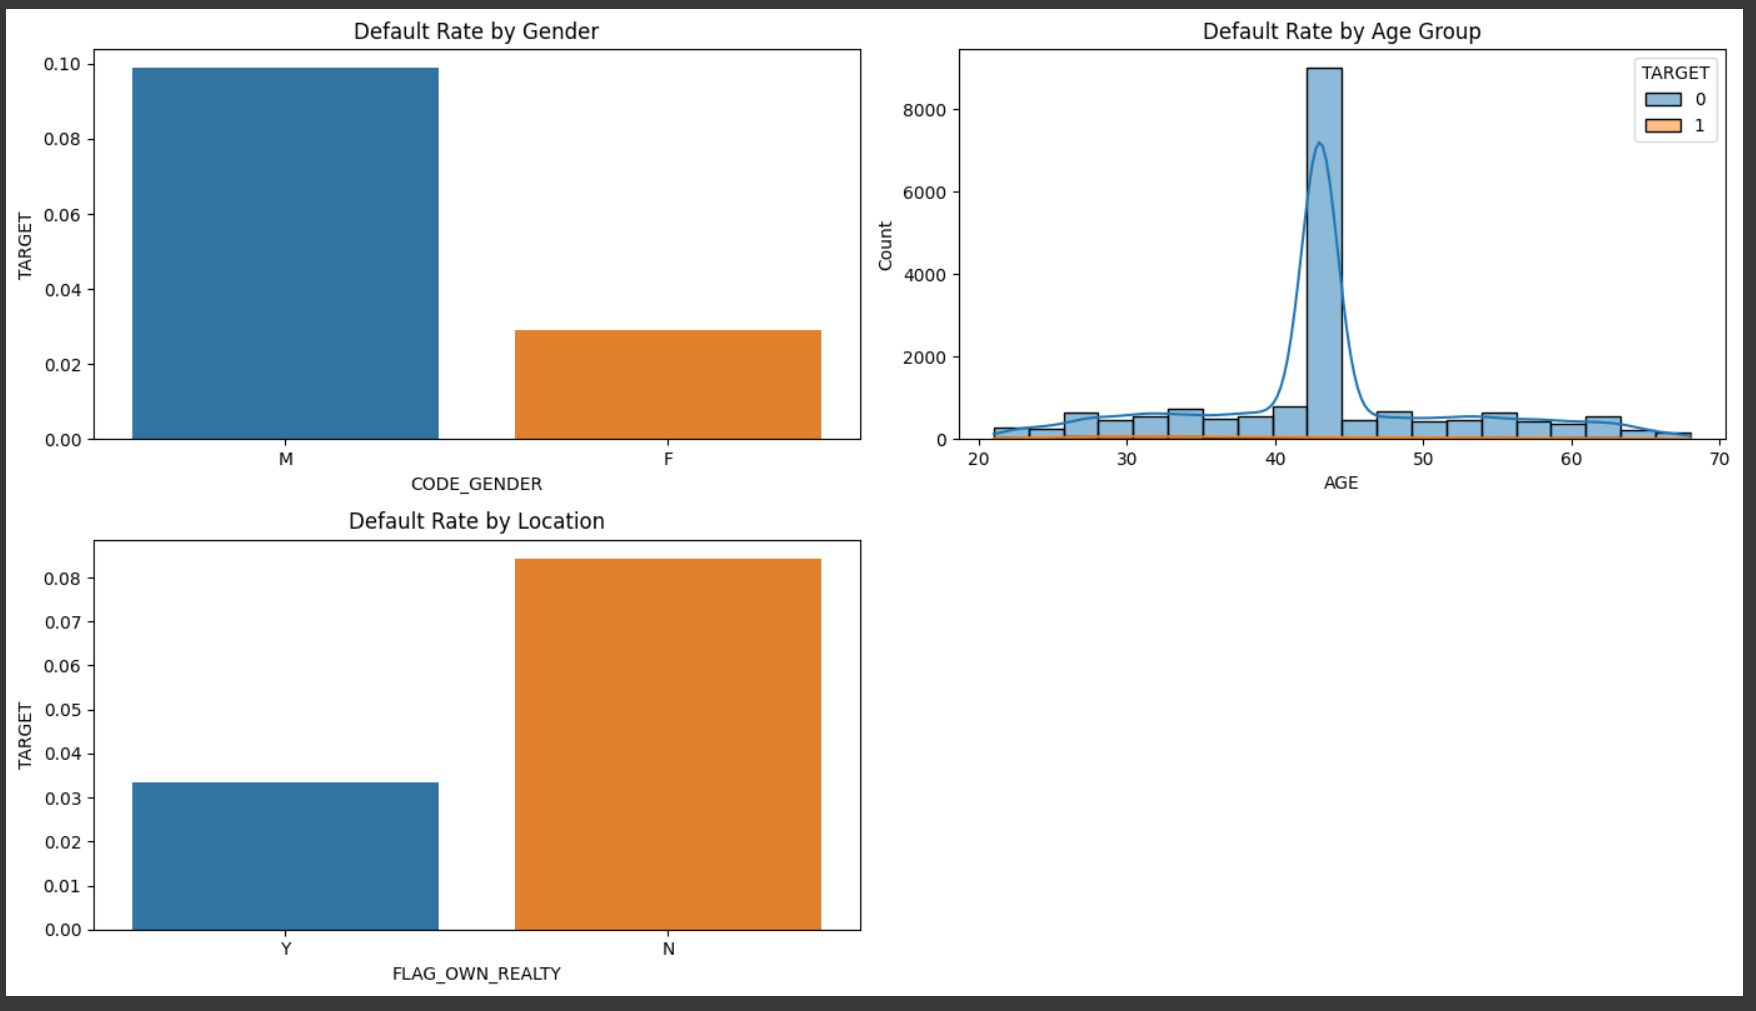 Default Rate by Gender
0.10
0.08
0.06
0.04
0.02
0.00
TARGET
M
F
CODE_GENDER
Default Rate by Age Group
TARGET
0
1
8000
6000
4000
2000
0
Count
20
30
40
50
60
70
AGE
Default Rate by Location
0.08
0.07
0.06
0.05
0.04
0.03
0.02
0.01
0.00
TARGET
Y
N
FLAG_OWN_REALTY